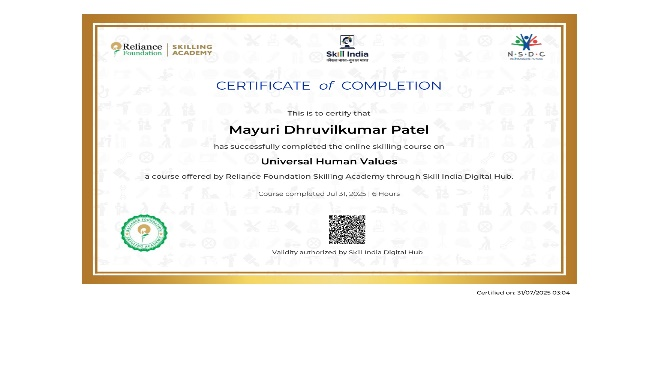 Reliance Foundation | SKILLING ACADEMY
Skill India
कौशल भारत-कुशल भारत
N·S·D·C
CERTIFICATE of COMPLETION
This is to certify that
Mayuri Dhruvilkumar Patel
has successfully completed the online skilling course on
Universal Human Values
a course offered by Reliance Foundation Skilling Academy through Skill India Digital Hub.
Course completed Jul 31, 2025 | 6 Hours
Validity authorized by Skill India Digital Hub
Certified on: 31/07/2025 03:04